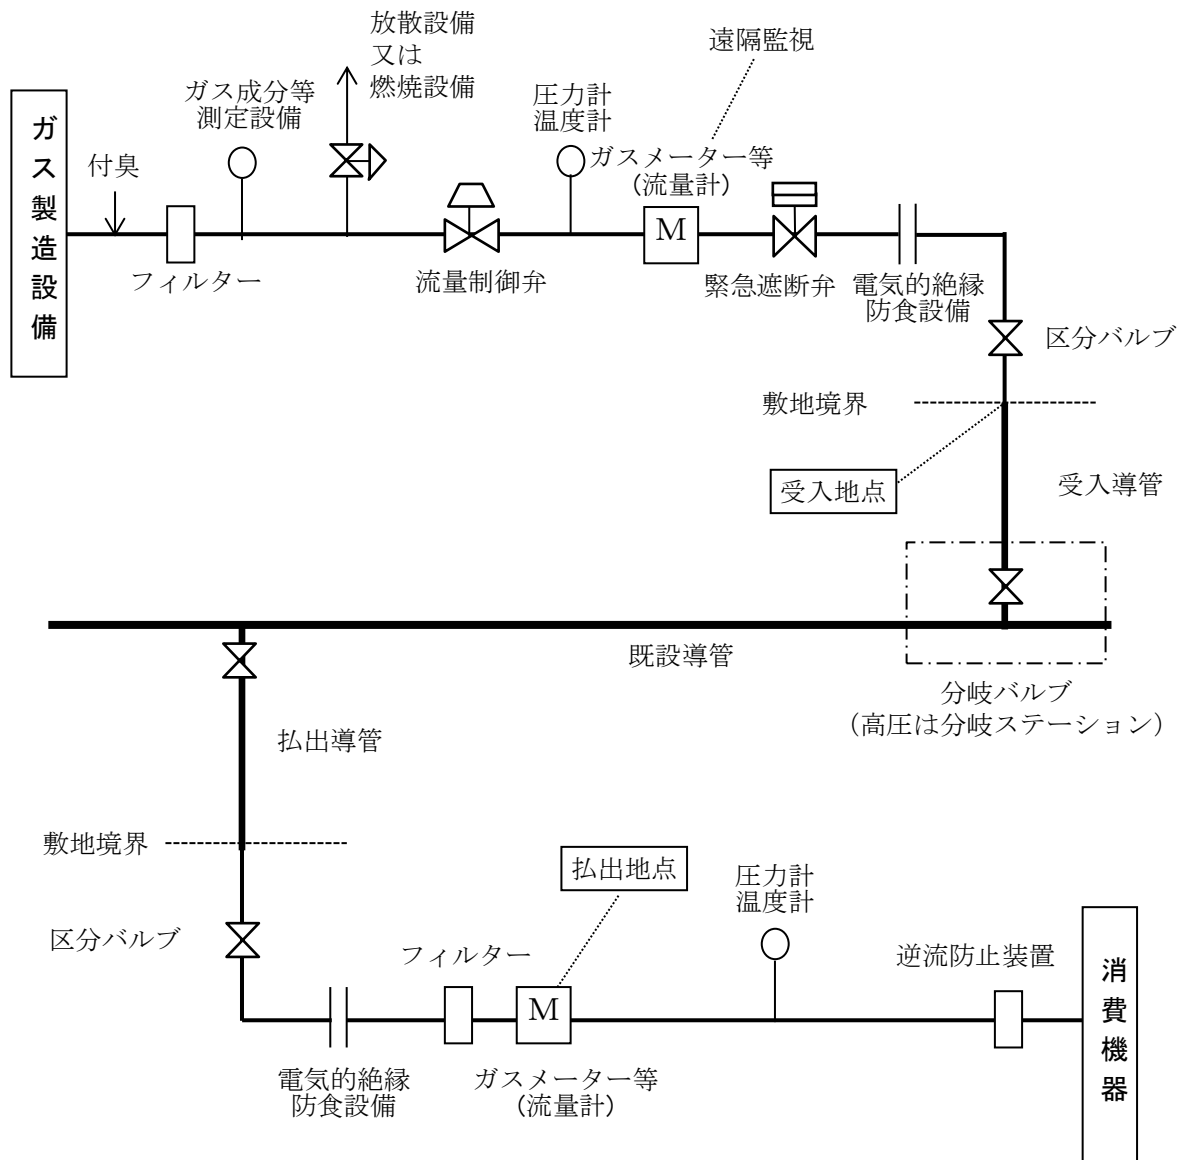 放散設備
又は
燃焼設備
遠隔監視
ガス成分等
測定設備
圧力計
温度計
ガス製造設備
付臭
ガスメーター等
(流量計)
M
フィルター
流量制御弁
緊急遮断弁
電気的絶縁
防食設備
区分バルブ
敷地境界
受入地点
受入導管
既設導管
分岐バルブ
(高圧は分岐ステーション)
払出導管
敷地境界
払出地点
圧力計
温度計
区分バルブ
フィルター
逆流防止装置
消費機器
M
電気的絶縁
防食設備
ガスメーター等
(流量計)